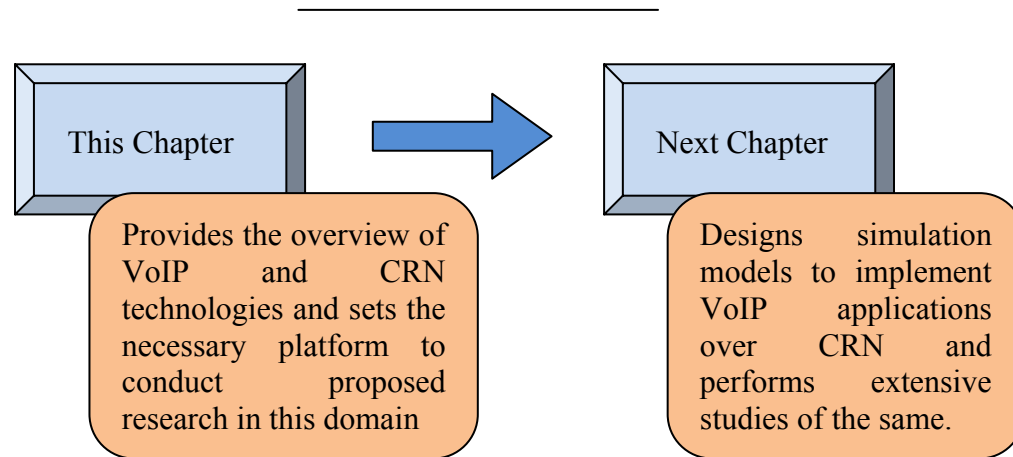 This Chapter
Provides the overview of
VoIP and CRN
technologies and sets the
necessary platform to
conduct proposed
research in this domain
Next Chapter
Designs simulation
models to implement
VoIP applications
over CRN and
performs extensive
studies of the same.